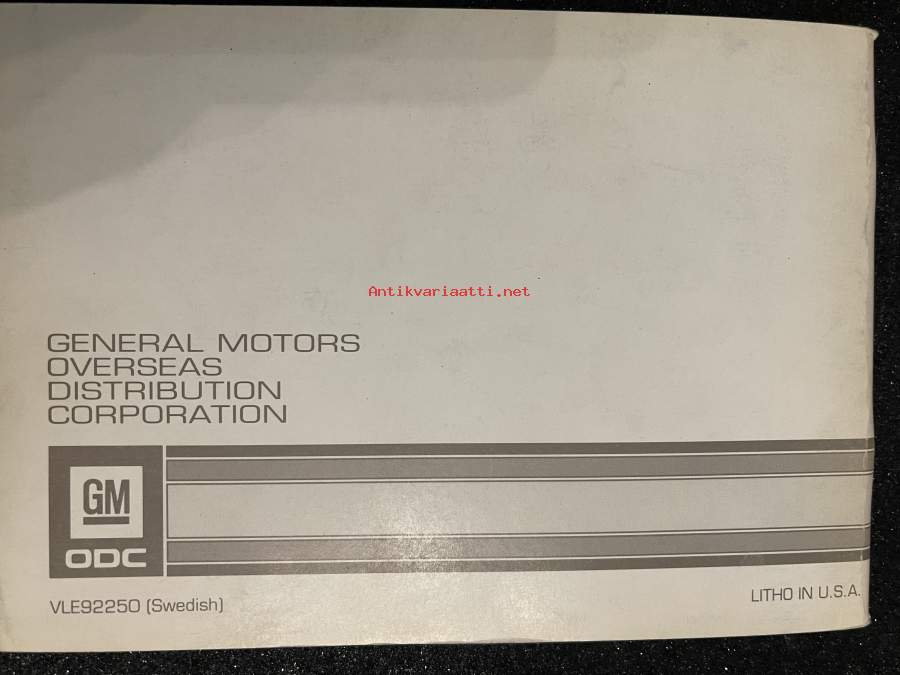 Antikvariaatti.net
GENERAL MOTORS
OVERSEAS
DISTRIBUTION
CORPORATION
GM
ODC
VLE92250 (Swedish)
LITHO IN U.S.A.